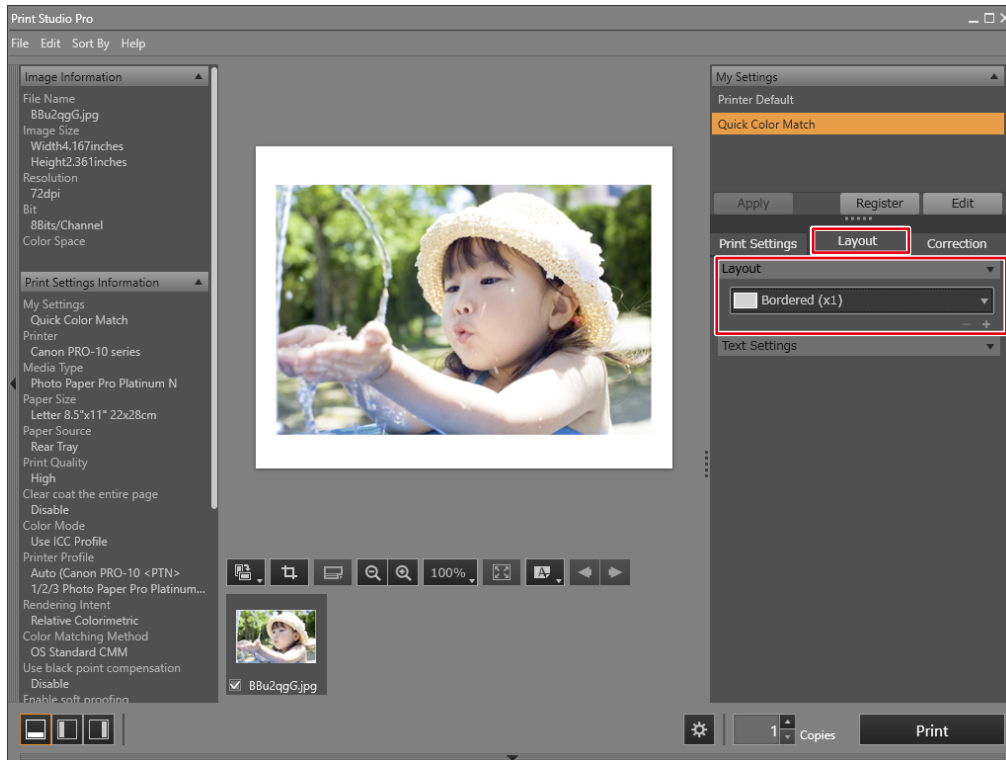 Print Studio Pro
File Edit Sort By Help
Image Information
File Name
BBu2qgG.jpg
Image Size
Width4.167inches
Height2.361inches
Resolution
72dpi
Bit
8Bits/Channel
Color Space
Print Settings Information
My Settings
Quick Color Match
Printer
Canon PRO-10 series
Media Type
Photo Paper Pro Platinum N
Paper Size
Letter 8.5"x11" 22x28cm
Paper Source
Rear Tray
Print Quality
High
Clear coat the entire page
Disable
Color Mode
Use ICC Profile
Printer Profile
Auto (Canon PRO-10 <PTN>
1/2/3 Photo Paper Pro Platinum...
Rendering Intent
Relative Colorimetric
Color Matching Method
OS Standard CMM
Use black point compensation
Disable
Enable soft proofing
100%
BBu2qgG.jpg
My Settings
Printer Default
Quick Color Match
Apply Register Edit
Print Settings Layout Correction
Layout
Bordered (x1)
Text Settings
1 Copies Print